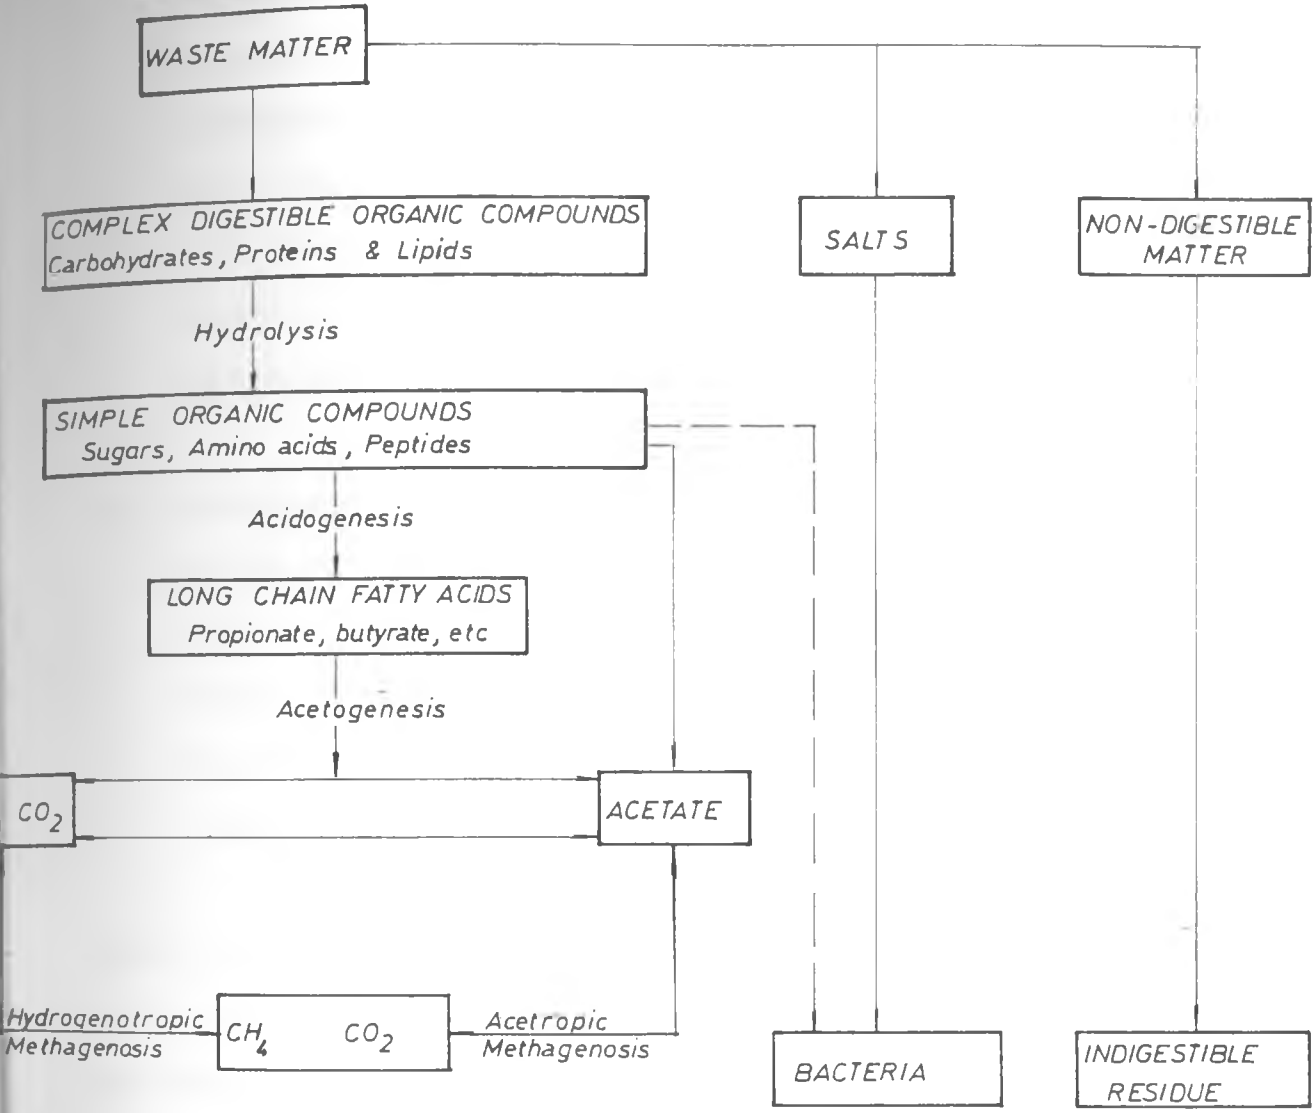 WASTE MATTER
COMPLEX DIGESTIBLE ORGANIC COMPOUNDS
Carbohydrates, Proteins & Lipids
SALTS
NON-DIGESTIBLE
MATTER
Hydrolysis
SIMPLE ORGANIC COMPOUNDS
Sugars, Amino acids, Peptides
Acidogenesis
LONG CHAIN FATTY ACIDS
Propionate, butyrate, etc
Acetogenesis
CO2
ACETATE
Hydrogenotropic
Methagenosis
CH4 CO2
Acetropic
Methagenosis
BACTERIA
INDIGESTIBLE
RESIDUE